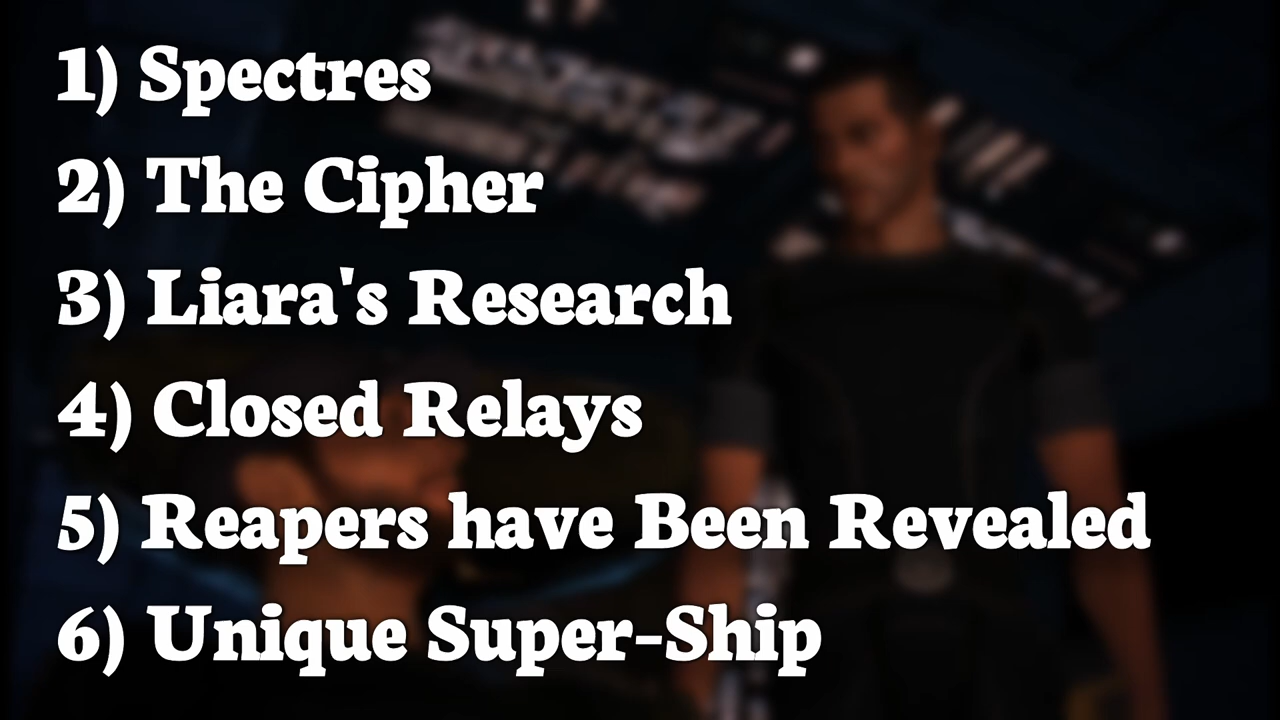 1) Spectres
2) The Cipher
3) Liara's Research
4) Closed Relays
5) Reapers have Been Revealed
6) Unique Super-Ship